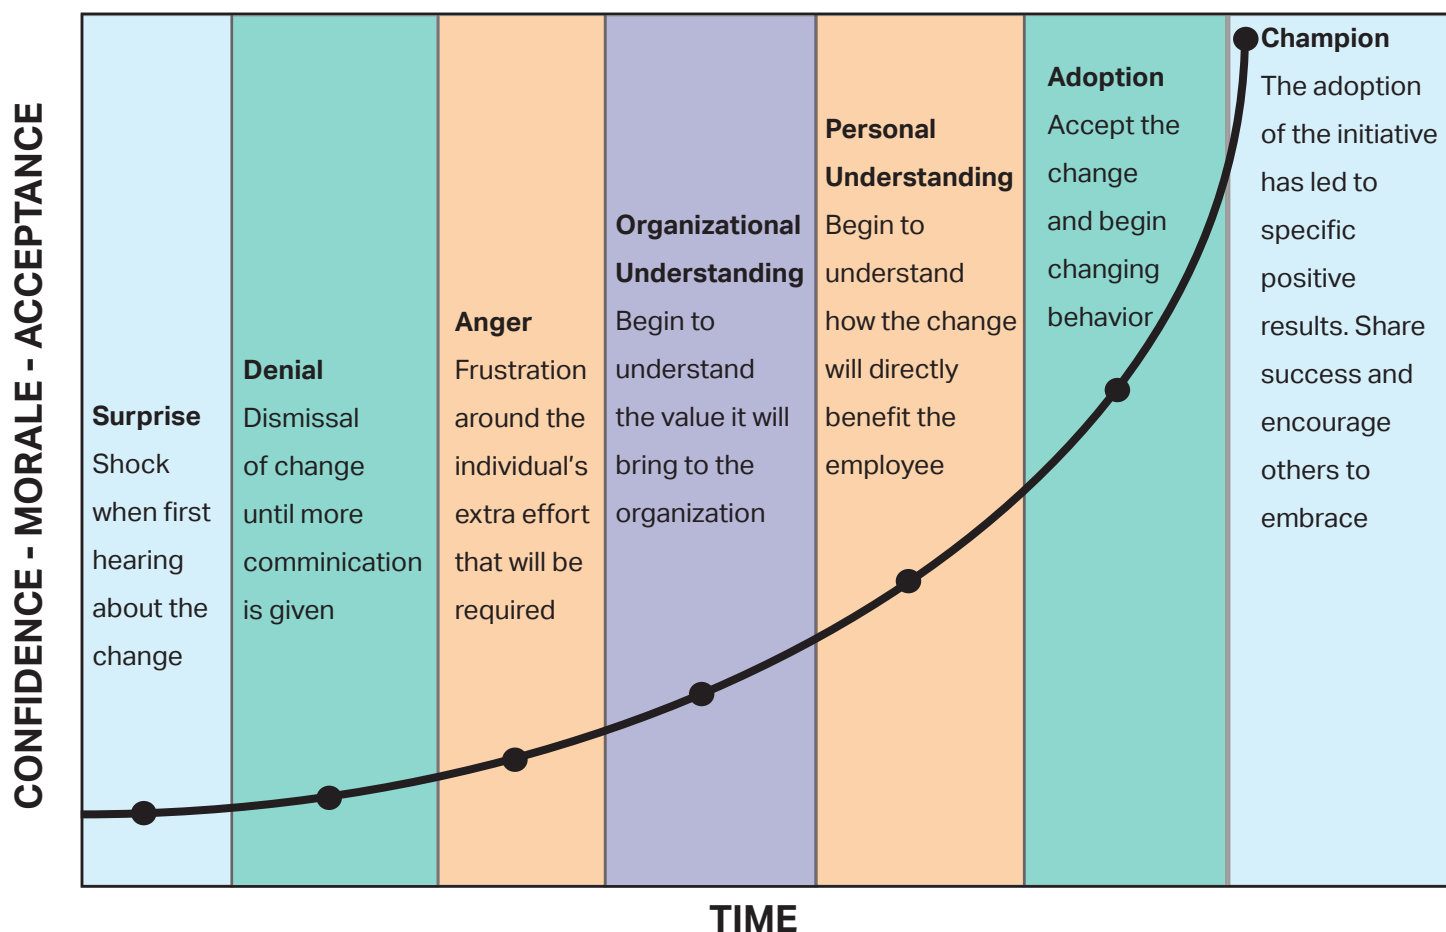 CONFIDENCE - MORALE - ACCEPTANCE
Surprise
Shock
when first
hearing
about the
change
Denial
Dismissal
of change
until more
comminication
is given
Anger
Frustration
around the
individual's
extra effort
that will be
required
Organizational
Understanding
Begin to
understand
the value it will
bring to the
organization
Personal
Understanding
Begin to
understand
how the change
will directly
benefit the
employee
Adoption
Accept the
change
and begin
changing
behavior
Champion
The adoption
of the initiative
has led to
specific
positive
results. Share
success and
encourage
others to
embrace
TIME